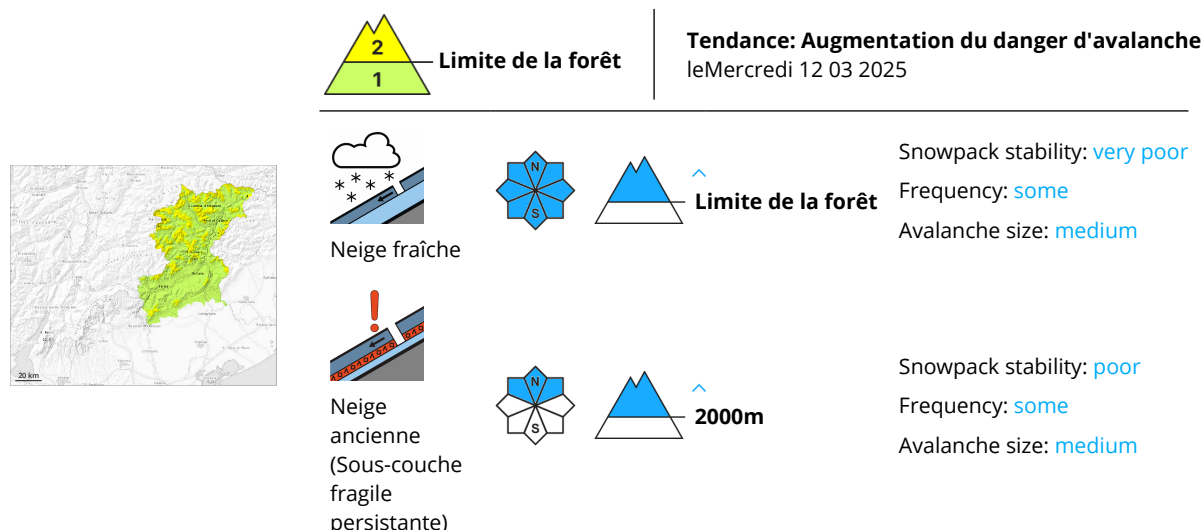 2
1
Limite de la forêt
Tendance: Augmentation du danger d'avalanche
leMercredi 12 03 2025
20 km
Neige fraîche
N
S
Limite de la forêt
Snowpack stability: very poor
Frequency: some
Avalanche size: medium
Neige
ancienne
(Sous-couche
fragile
persistante)
N
S
2000m
Snowpack stability: poor
Frequency: some
Avalanche size: medium